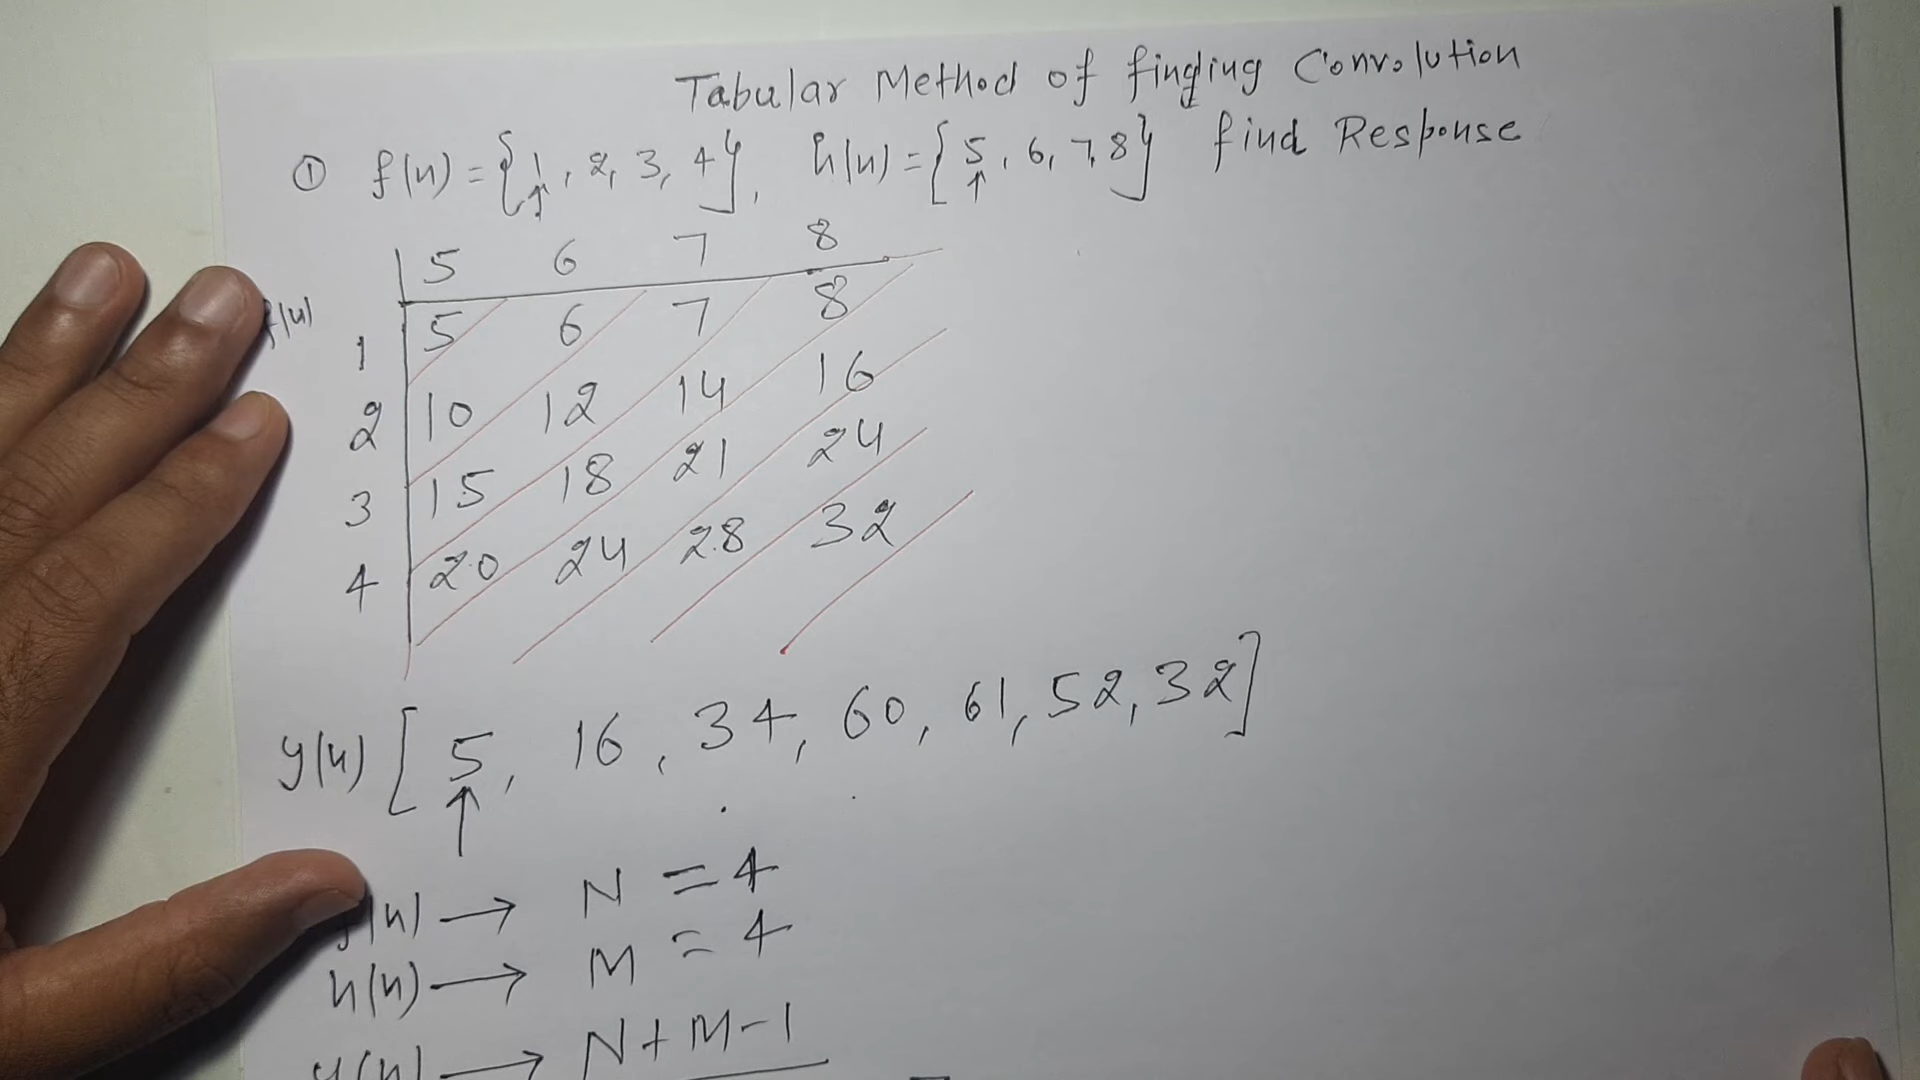 Tabular Method of finding Convolution
① f(n) = {1, 2, 3, 4}, h(n) = {5, 6, 7, 8} find Response
↑ ↑
5 6 7 8
f(n)
1 5 6 7 8
2 10 12 14 16
3 15 18 21 24
4 20 24 28 32
y(n) [5, 16, 34, 60, 61, 52, 32]
↑
f(n) → N = 4
h(n) → M = 4
y(n) → N+M-1